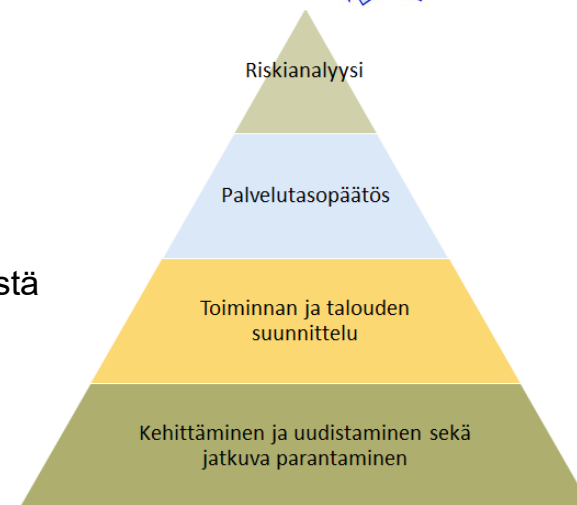 Riskianalyysi
Palvelutasopäätös
stä
Toiminnan ja talouden
suunnittelu
Kehittäminen ja uudistaminen sekä
jatkuva parantaminen